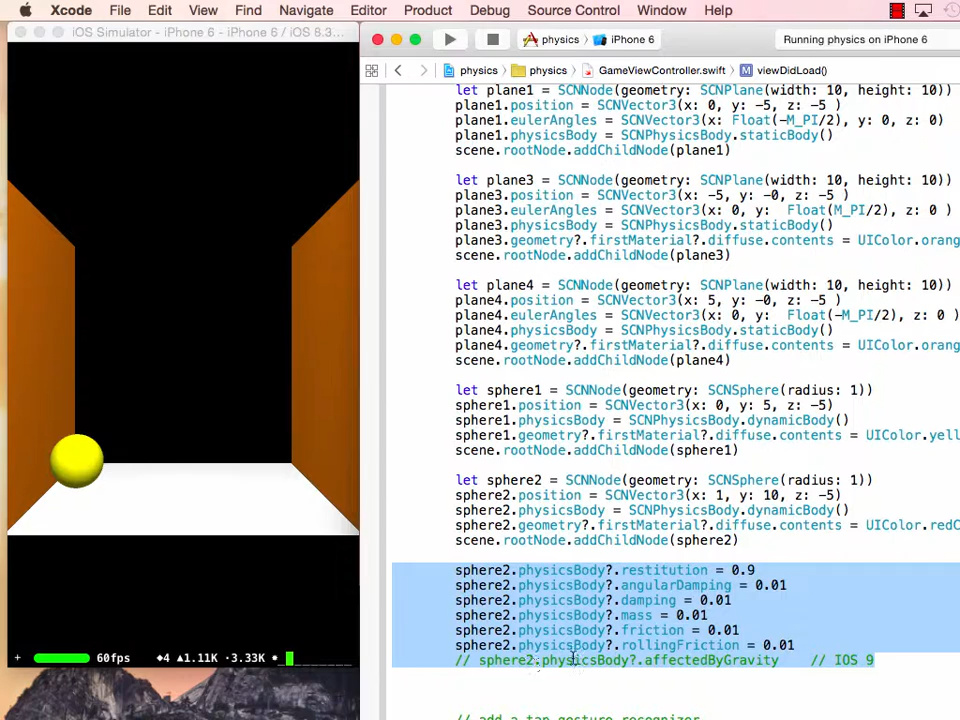 Xcode File Edit View Find Navigate Editor Product Debug Source Control Window Help
iOS Simulator - iPhone 6 - iPhone 6 / iOS 8.3...
physics iPhone 6 Running physics on iPhone 6
physics physics GameViewController.swift M viewDidLoad()
let plane1 = SCNNode(geometry: SCNPlane(width: 10, height: 10))
plane1.position = SCNVector3(x: 0, y: -5, z: -5 )
plane1.eulerAngles = SCNVector3(x: Float(-M_PI/2), y: 0, z: 0)
plane1.physicsBody = SCNPhysicsBody.staticBody()
scene.rootNode.addChildNode(plane1)
let plane3 = SCNNode(geometry: SCNPlane(width: 10, height: 10))
plane3.position = SCNVector3(x: -5, y: -0, z: -5 )
plane3.eulerAngles = SCNVector3(x: 0, y:  Float(M_PI/2), z: 0 )
plane3.physicsBody = SCNPhysicsBody.staticBody()
plane3.geometry?.firstMaterial?.diffuse.contents = UIColor.orang
scene.rootNode.addChildNode(plane3)
let plane4 = SCNNode(geometry: SCNPlane(width: 10, height: 10))
plane4.position = SCNVector3(x: 5, y: -0, z: -5 )
plane4.eulerAngles = SCNVector3(x: 0, y:  Float(-M_PI/2), z: 0 )
plane4.physicsBody = SCNPhysicsBody.staticBody()
plane4.geometry?.firstMaterial?.diffuse.contents = UIColor.orang
scene.rootNode.addChildNode(plane4)
let sphere1 = SCNNode(geometry: SCNSphere(radius: 1))
sphere1.position = SCNVector3(x: 0, y: 5, z: -5)
sphere1.physicsBody = SCNPhysicsBody.dynamicBody()
sphere1.geometry?.firstMaterial?.diffuse.contents = UIColor.yell
scene.rootNode.addChildNode(sphere1)
let sphere2 = SCNNode(geometry: SCNSphere(radius: 1))
sphere2.position = SCNVector3(x: 1, y: 10, z: -5)
sphere2.physicsBody = SCNPhysicsBody.dynamicBody()
sphere2.geometry?.firstMaterial?.diffuse.contents = UIColor.redC
scene.rootNode.addChildNode(sphere2)
sphere2.physicsBody?.restitution = 0.9
sphere2.physicsBody?.angularDamping = 0.01
sphere2.physicsBody?.damping = 0.01
sphere2.physicsBody?.mass = 0.01
sphere2.physicsBody?.friction = 0.01
sphere2.physicsBody?.rollingFriction = 0.01
// sphere2.physicsBody?.affectedByGravity    // IOS 9
// add a tap gesture recognizer
+ 60fps ◆4 ▲1.11K •3.33K